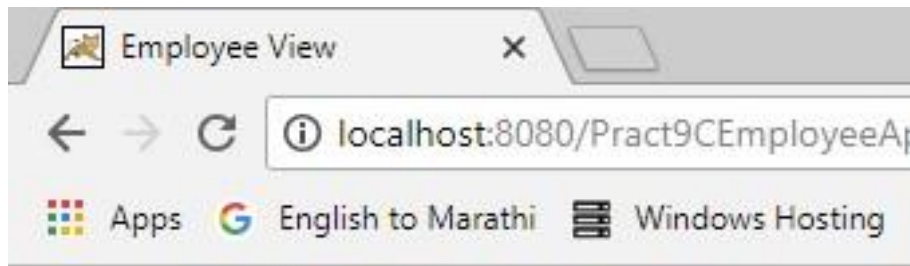 Employee View
localhost:8080/Pract9CEmployeeAp
Apps G English to Marathi Windows Hosting